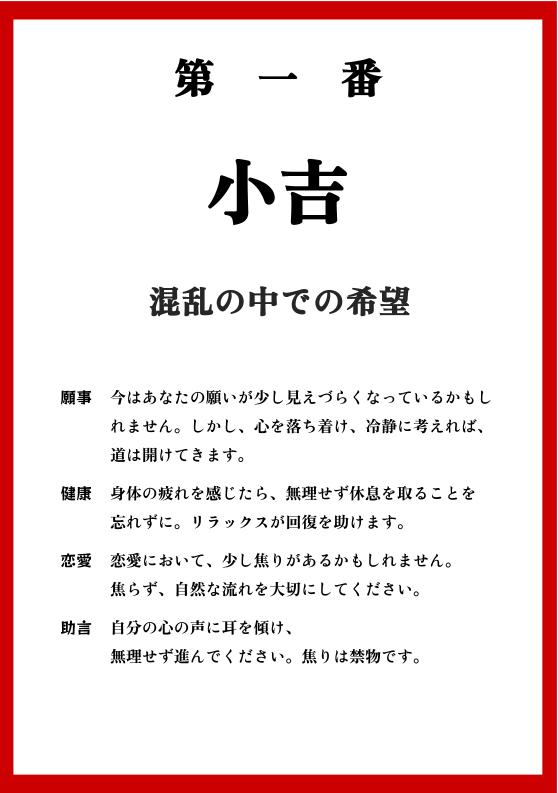 第 一 番
小吉
混乱の中での希望
願事 今はあなたの願いが少し見えづらくなっているかもし
れません。しかし、心を落ち着け、冷静に考えれば、
道は開けてきます。
健康 身体の疲れを感じたら、無理せず休息を取ることを
忘れずに。リラックスが回復を助けます。
恋愛 恋愛において、少し焦りがあるかもしれません。
焦らず、自然な流れを大切にしてください。
助言 自分の心の声に耳を傾け、
無理せず進んでください。焦りは禁物です。